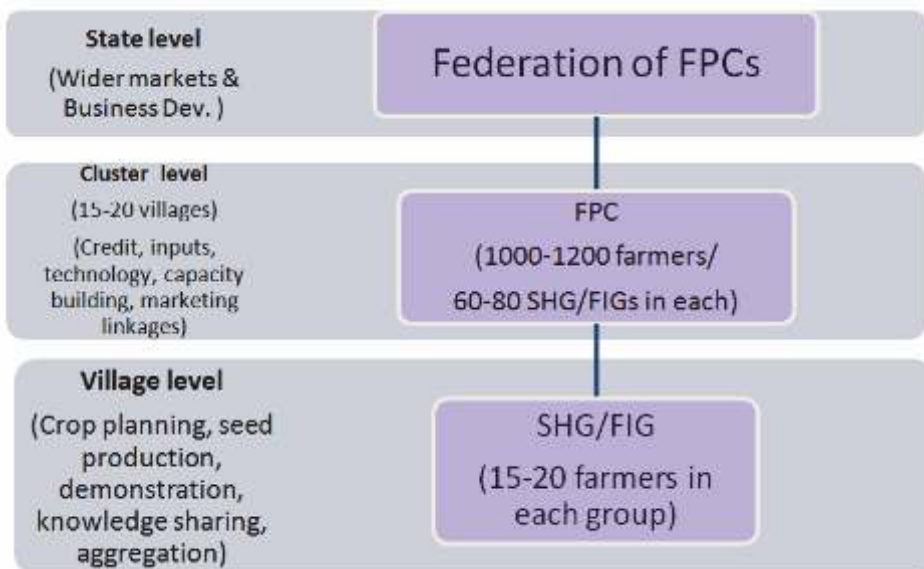 State level
(Wider markets &
Business Dev. )
Federation of FPCs
Cluster level
(15-20 villages)
(Credit, inputs,
technology, capacity
building, marketing
linkages)
FPC
(1000-1200 farmers/
60-80 SHG/FIGs in each)
Village level
(Crop planning, seed
production,
demonstration,
knowledge sharing,
aggregation)
SHG/FIG
(15-20 farmers in
each group)